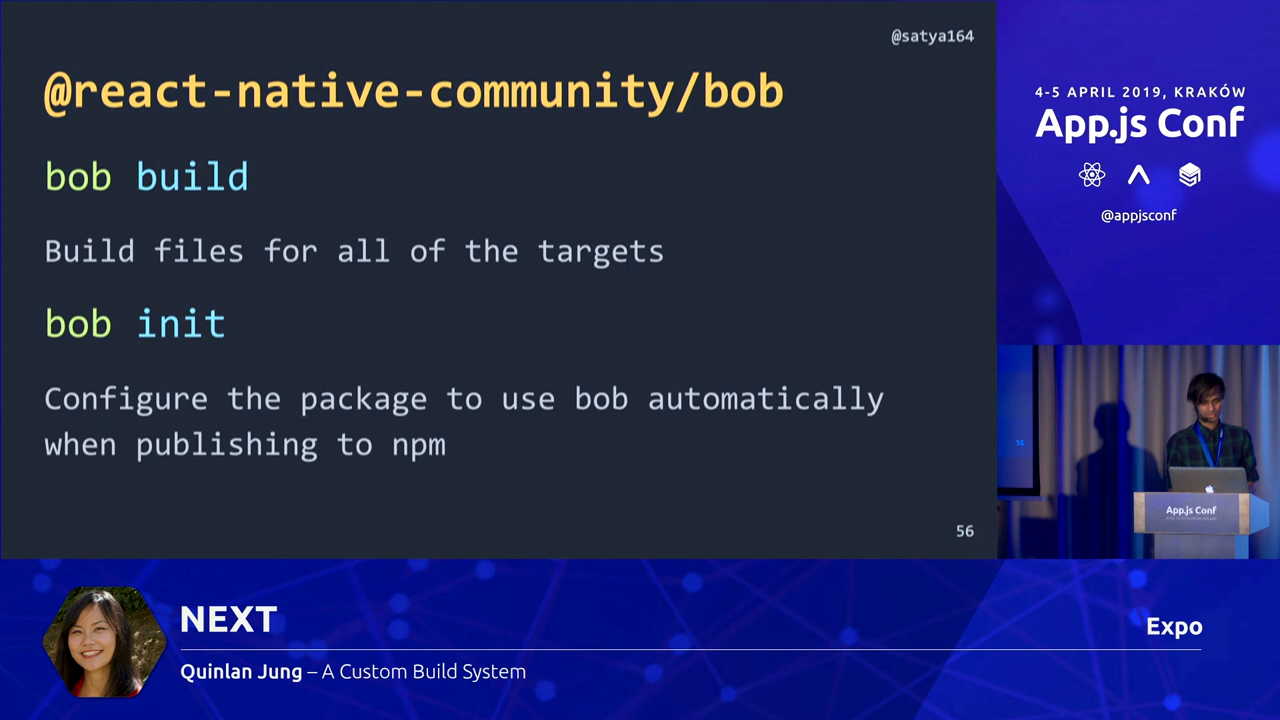 @satya164
@react-native-community/bob
bob build
Build files for all of the targets
bob init
Configure the package to use bob automatically
when publishing to npm
56
4-5 APRIL 2019, KRAKÓW
App.js Conf
@appjsconf
56
App.js Conf
NEXT
Expo
Quinlan Jung – A Custom Build System